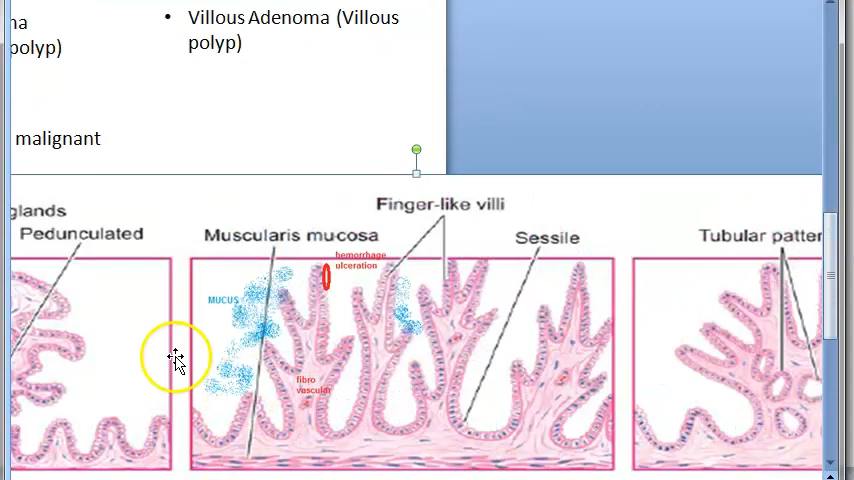 na
• Villous Adenoma (Villous
polyp)
polyp)
malignant
glands
Pedunculated
Muscularis mucosa
Finger-like villi
Sessile
Tubular patter
hemorrhage
ulceration
MUCUS
fibro
vascular